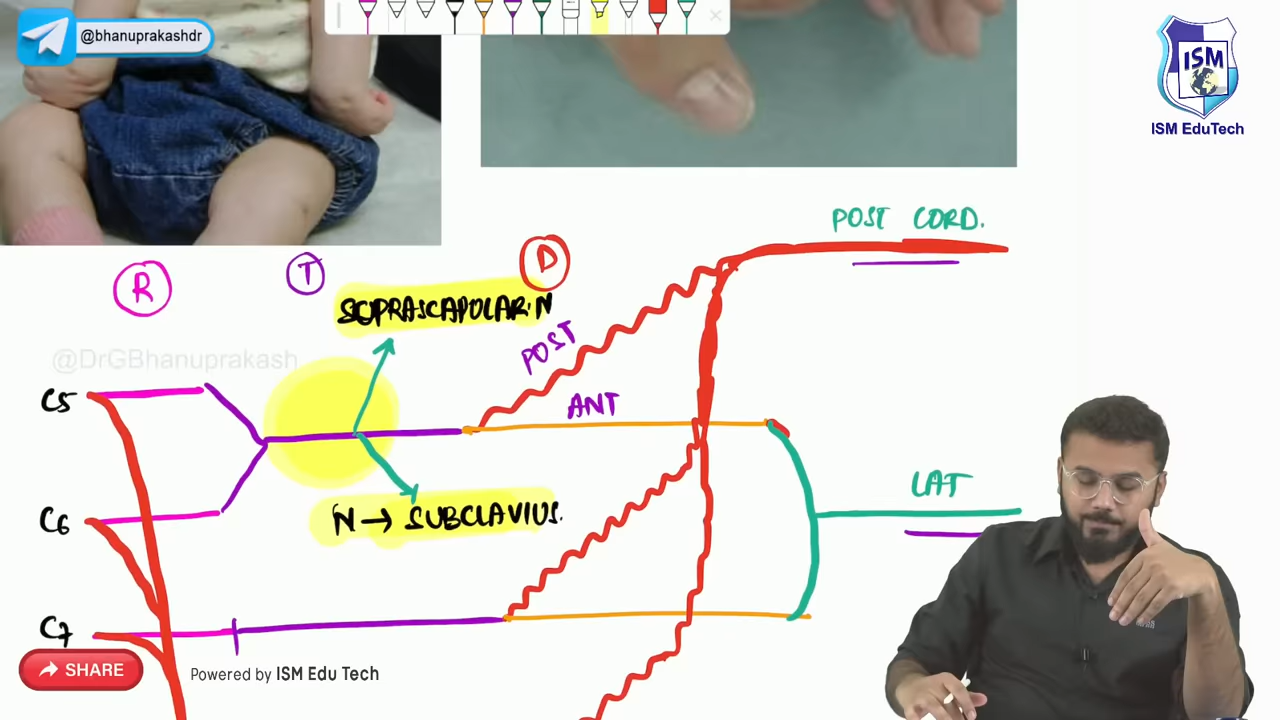 @bhanuprakashdr
ISM
ISM EduTech
POST CORD.
R
T
D
SUPRASCAPOLAR.N
@DrGBhanuprakash
POST
C5
ANT
LAT
C6
N → SUBCLAVIUS.
C7
SHARE
Powered by ISM Edu Tech